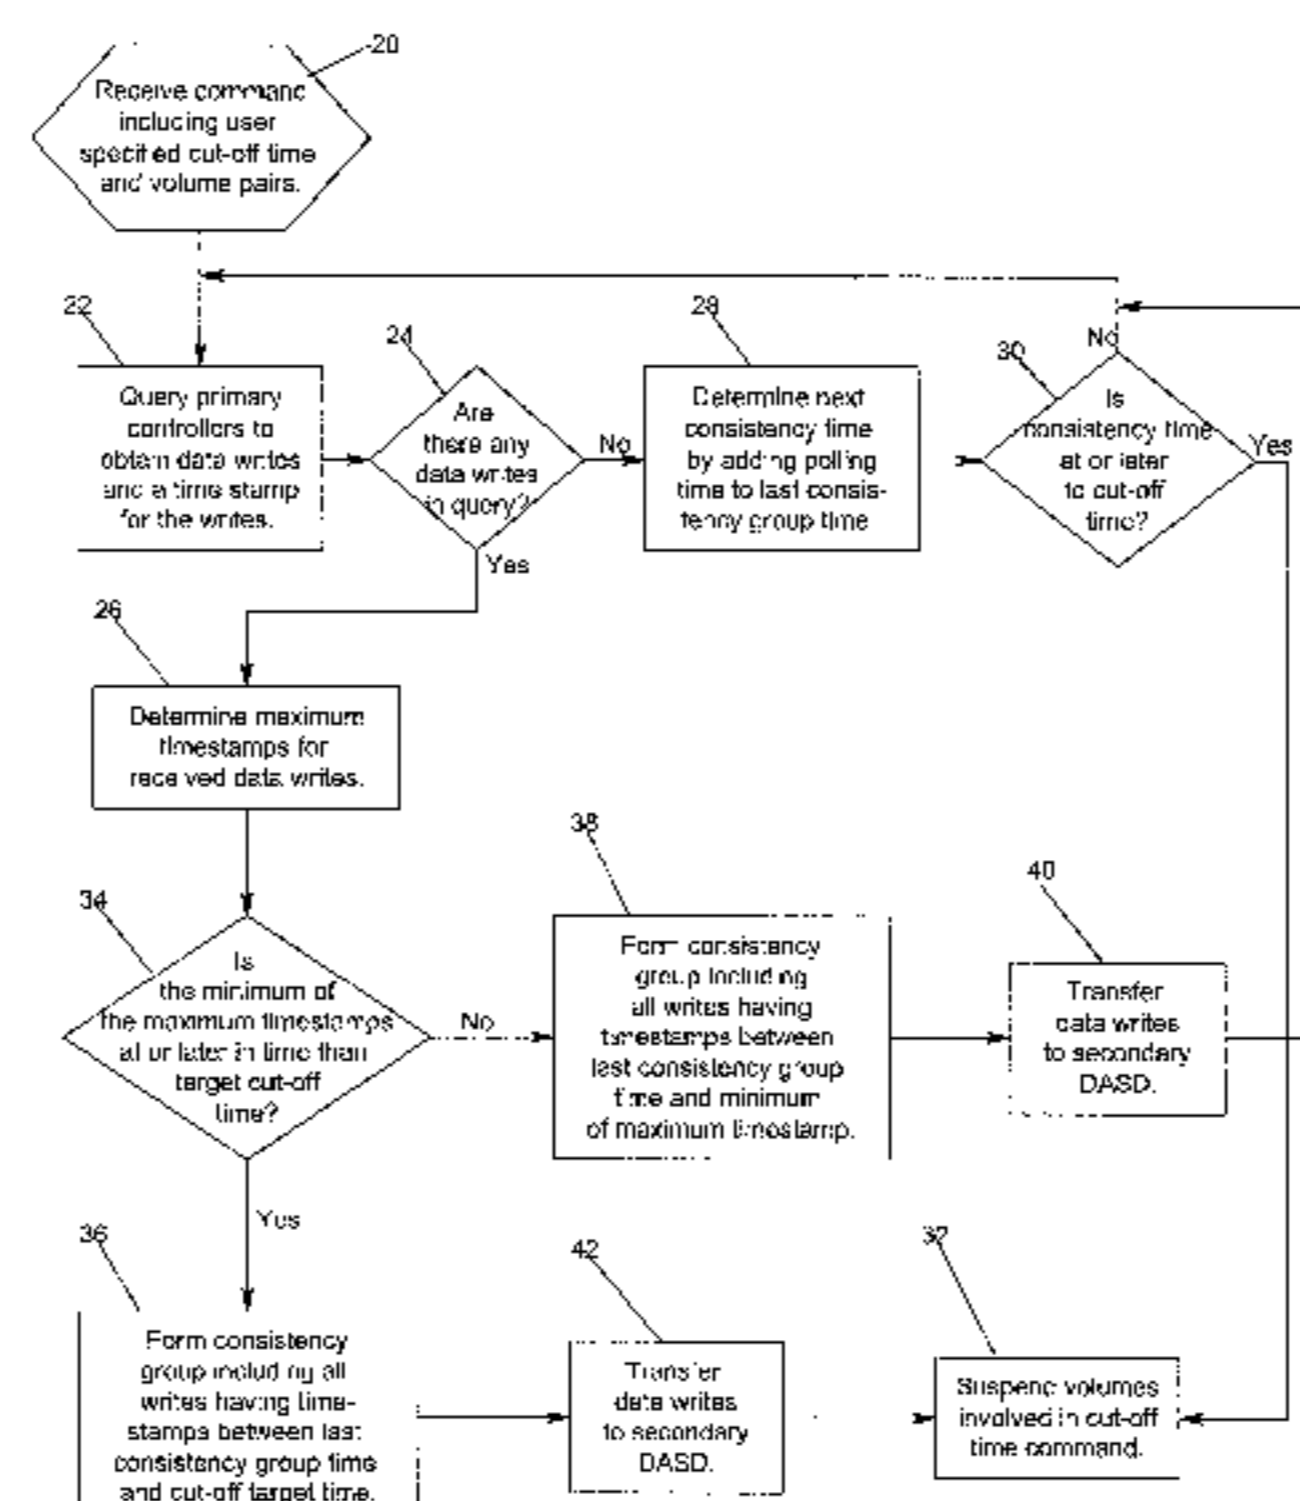 20
Receive command
including user
specified cut-off time
and volume pairs.
22
Query primary
controllers to
obtain data writes
and a time stamp
for the writes.
24
Are
there any
data writes
in query?
No
Yes
28
Determine next
consistency time
by adding polling
time to last consis-
tency group time
30
Is
consistency time
at or later
to cut-off
time?
No
Yes
26
Determine maximum
timestamps for
received data writes.
34
Is
the minimum of
the maximum timestamps
at or later in time than
target cut-off
time?
No
Yes
38
Form consistency
group including
all writes having
timestamps between
last consistency group
time and minimum
of maximum timestamp.
40
Transfer
data writes
to secondary
DASD.
36
Form consistency
group including all
writes having time-
stamps between last
consistency group time
and cut-off target time.
42
Transfer
data writes
to secondary
DASD.
32
Suspend volumes
involved in cut-off
time command.